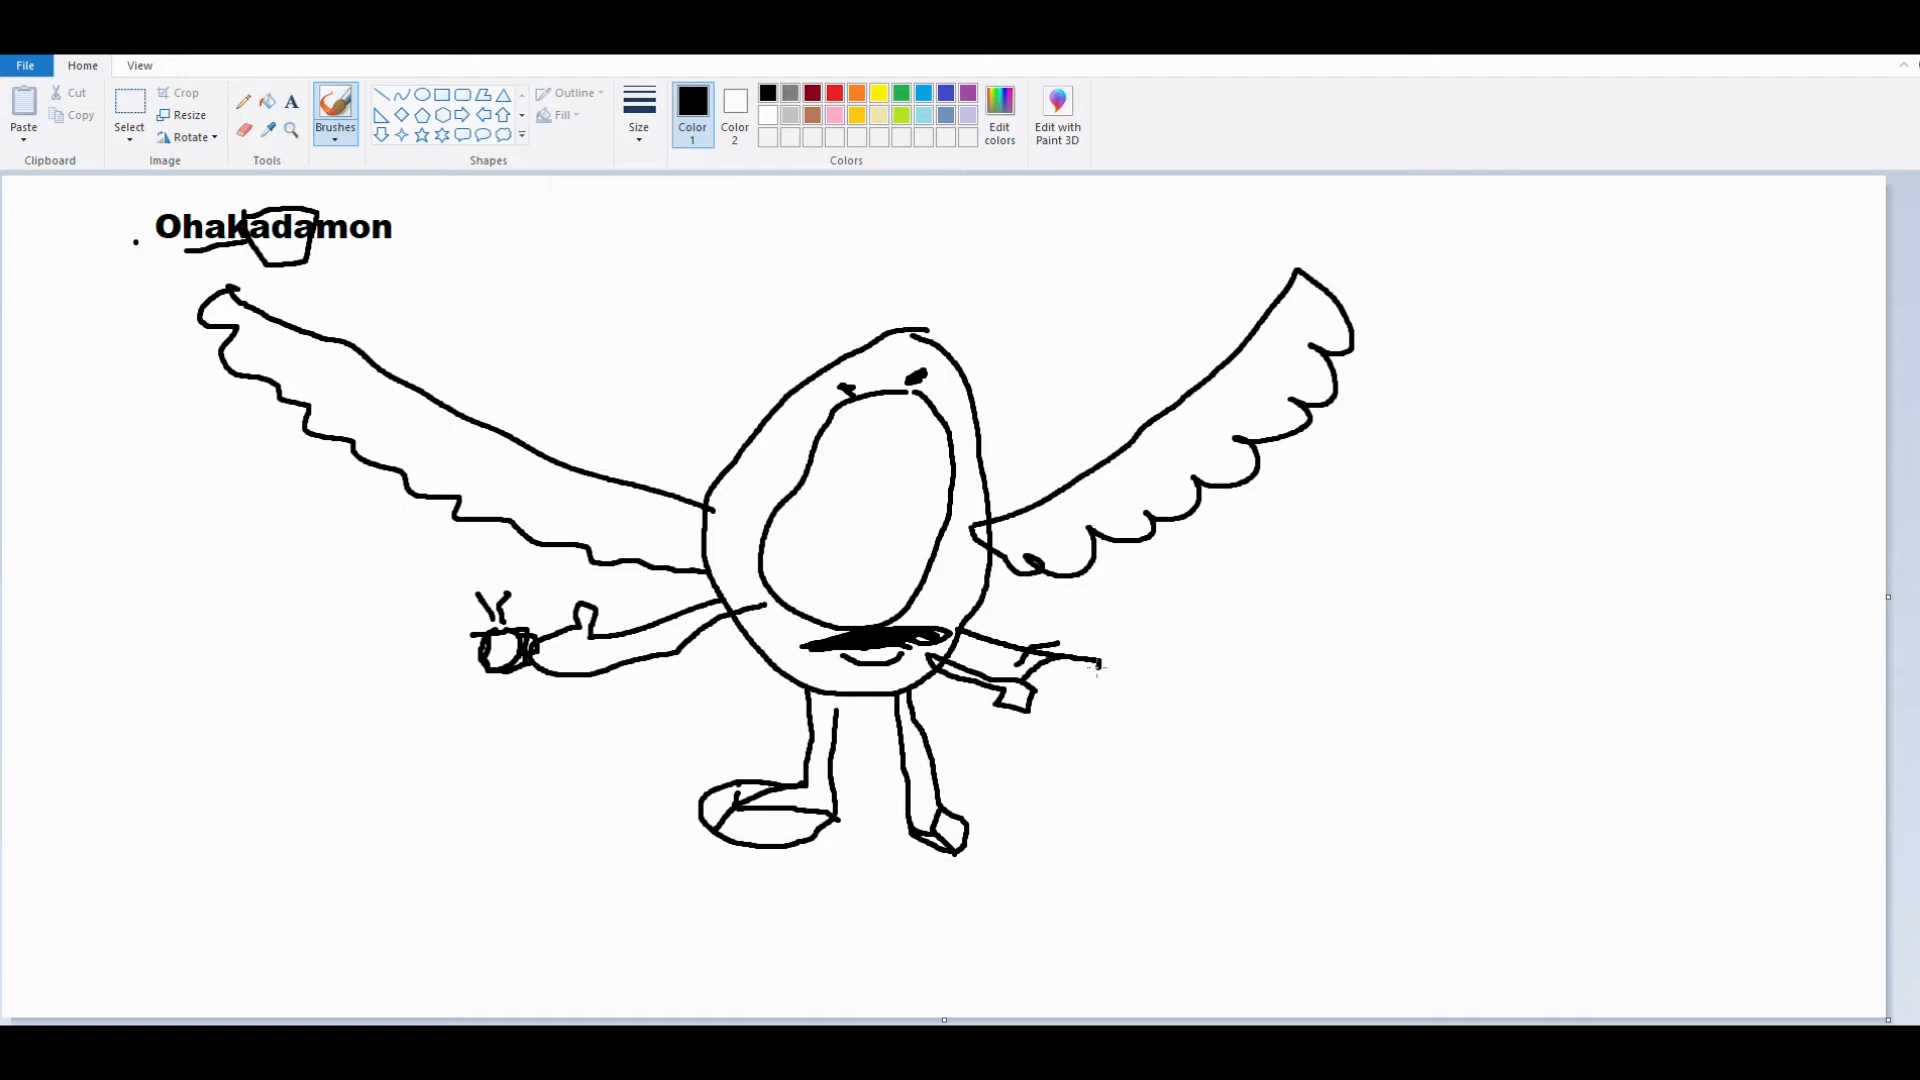 File Home View
Cut
Copy
Paste
Clipboard
Crop
Resize
Rotate
Select
Image
A
Tools
Brushes
Outline
Fill
Shapes
Size
Color 1
Color 2
Edit colors
Colors
Edit with Paint 3D
Ohakadamon